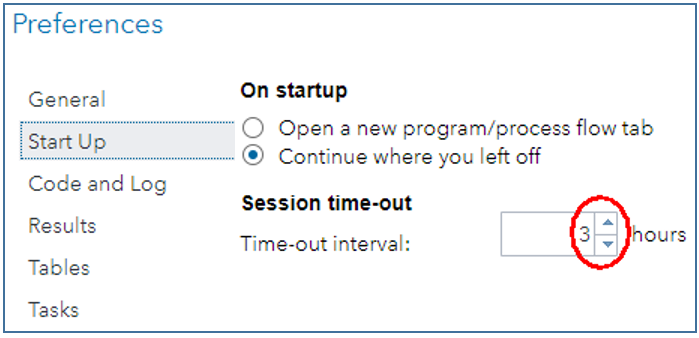 Preferences
General
Start Up
Code and Log
Results
Tables
Tasks
On startup
Open a new program/process flow tab
Continue where you left off
Session time-out
Time-out interval: 3 hours